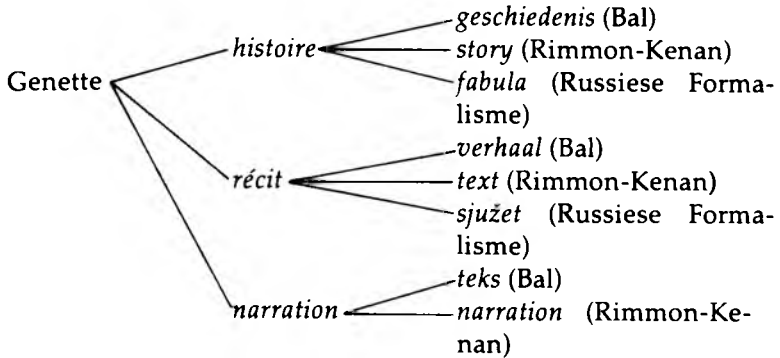 geschiedenis (Bal)
histoire
story (Rimmon-Kenan)
Genette
fabula (Russiese Forma-
lisme)
verhaal (Bal)
récit
text (Rimmon-Kenan)
sjužet (Russiese Forma-
lisme)
teks (Bal)
narration
narration (Rimmon-Ke-
nan)